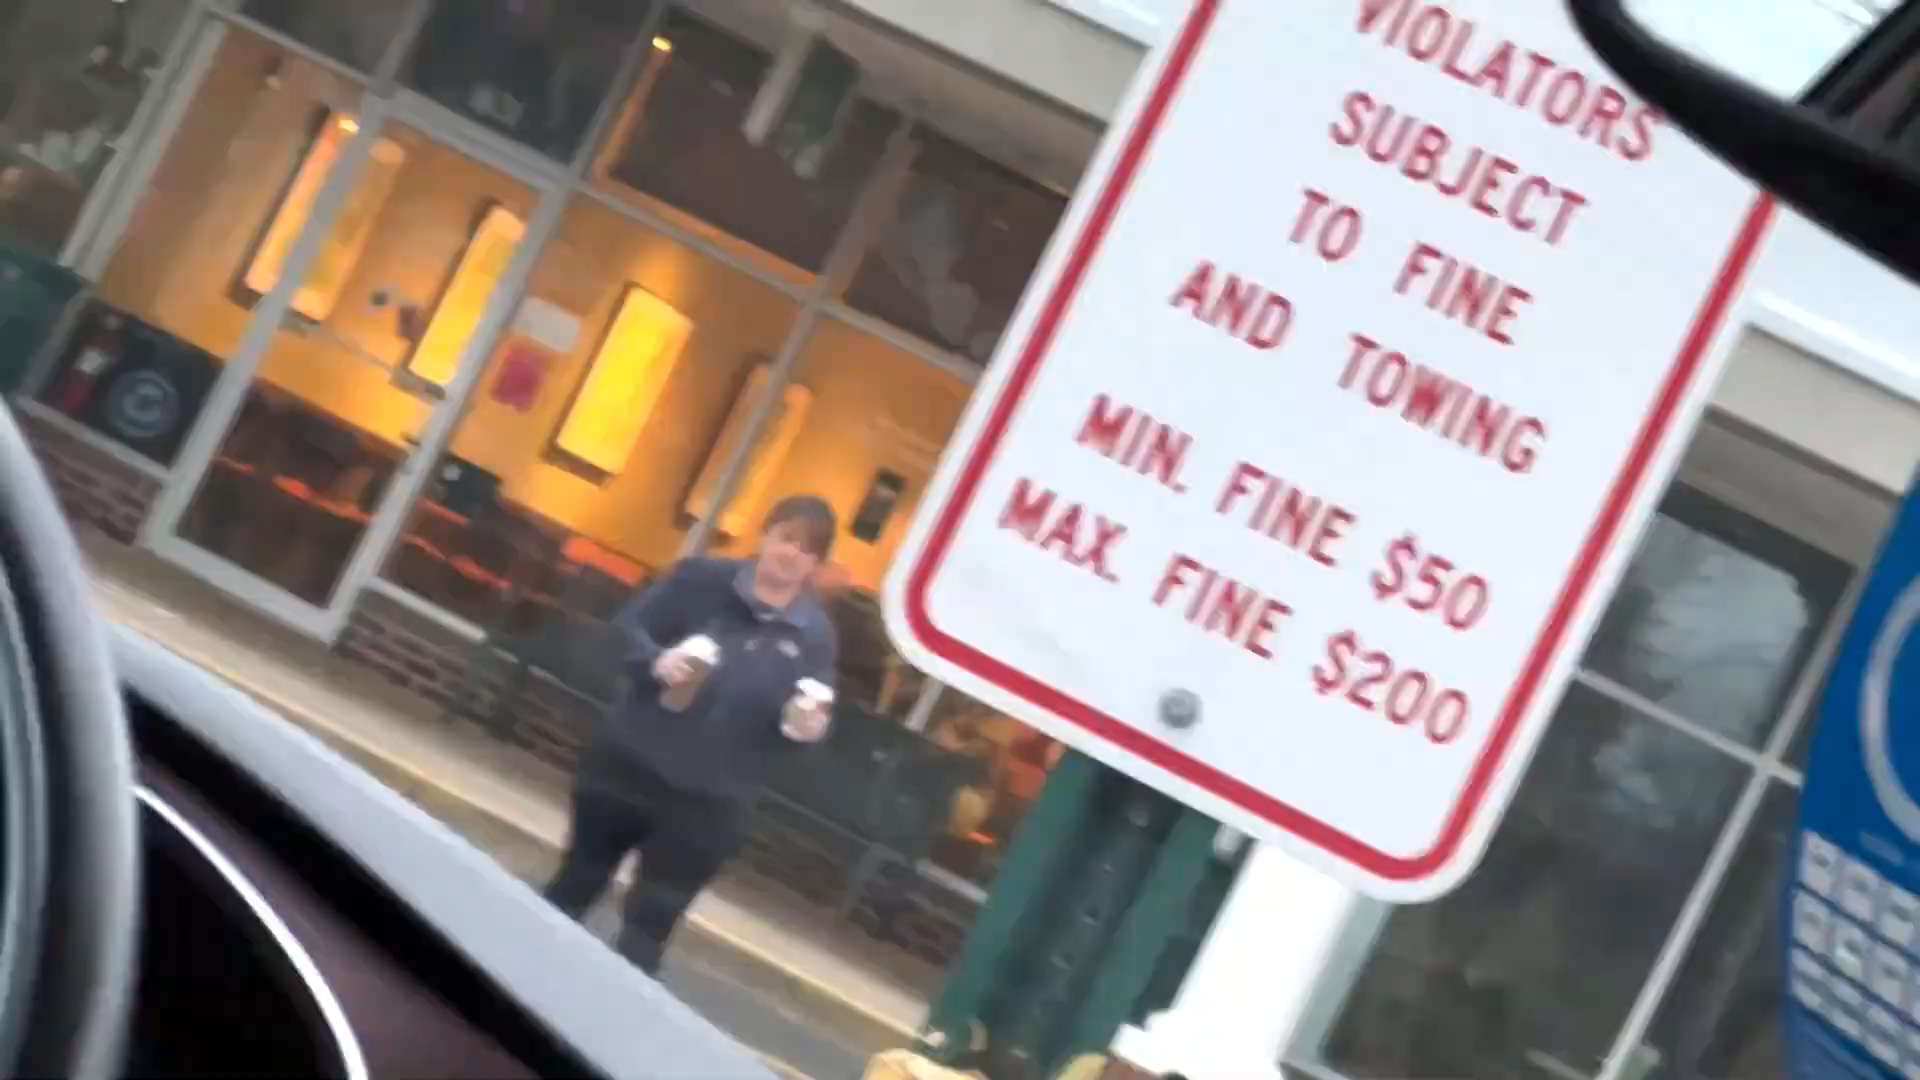 VIOLATORS
SUBJECT
TO FINE
AND TOWING
MIN. FINE $50
MAX. FINE $200